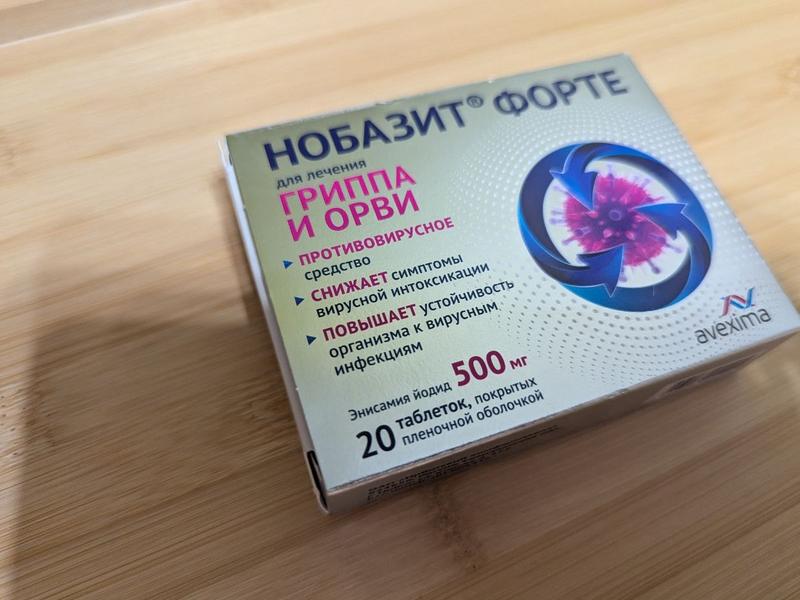 НОБАЗИТ® ФОРТЕ
для лечения
ГРИППА
И ОРВИ
ПРОТИВОВИРУСНОЕ
средство
СНИЖАЕТ симптомы
вирусной интоксикации
ПОВЫШАЕТ устойчивость
организма к вирусным
инфекциям
Энисамия йодид 500 мг
20 таблеток, покрытых
пленочной оболочкой
avexima